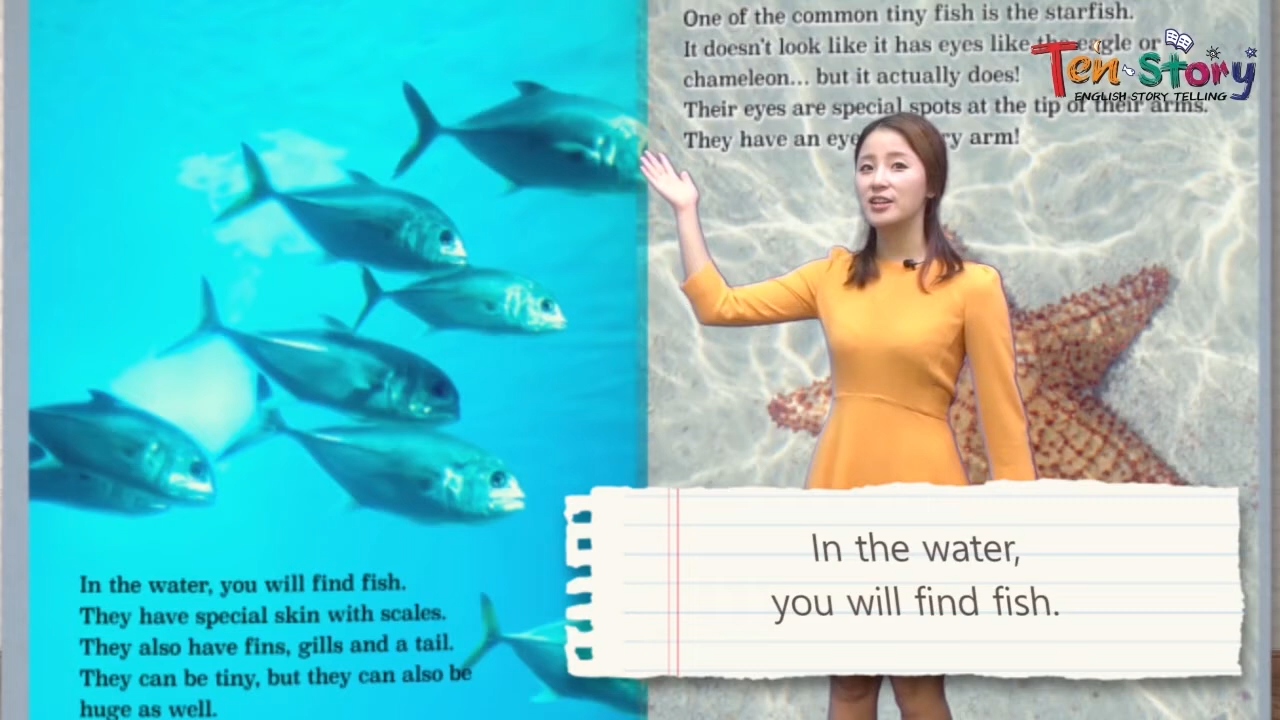 One of the common tiny fish is the starfish.
It doesn't look like it has eyes like the eagle or
chameleon... but it actually does!
Their eyes are special spots at the tip of their arms.
They have an eye ry arm!
Ten Story
ENGLISH STORY TELLING
In the water, you will find fish.
They have special skin with scales.
They also have fins, gills and a tail.
They can be tiny, but they can also be
huge as well.
In the water,
you will find fish.